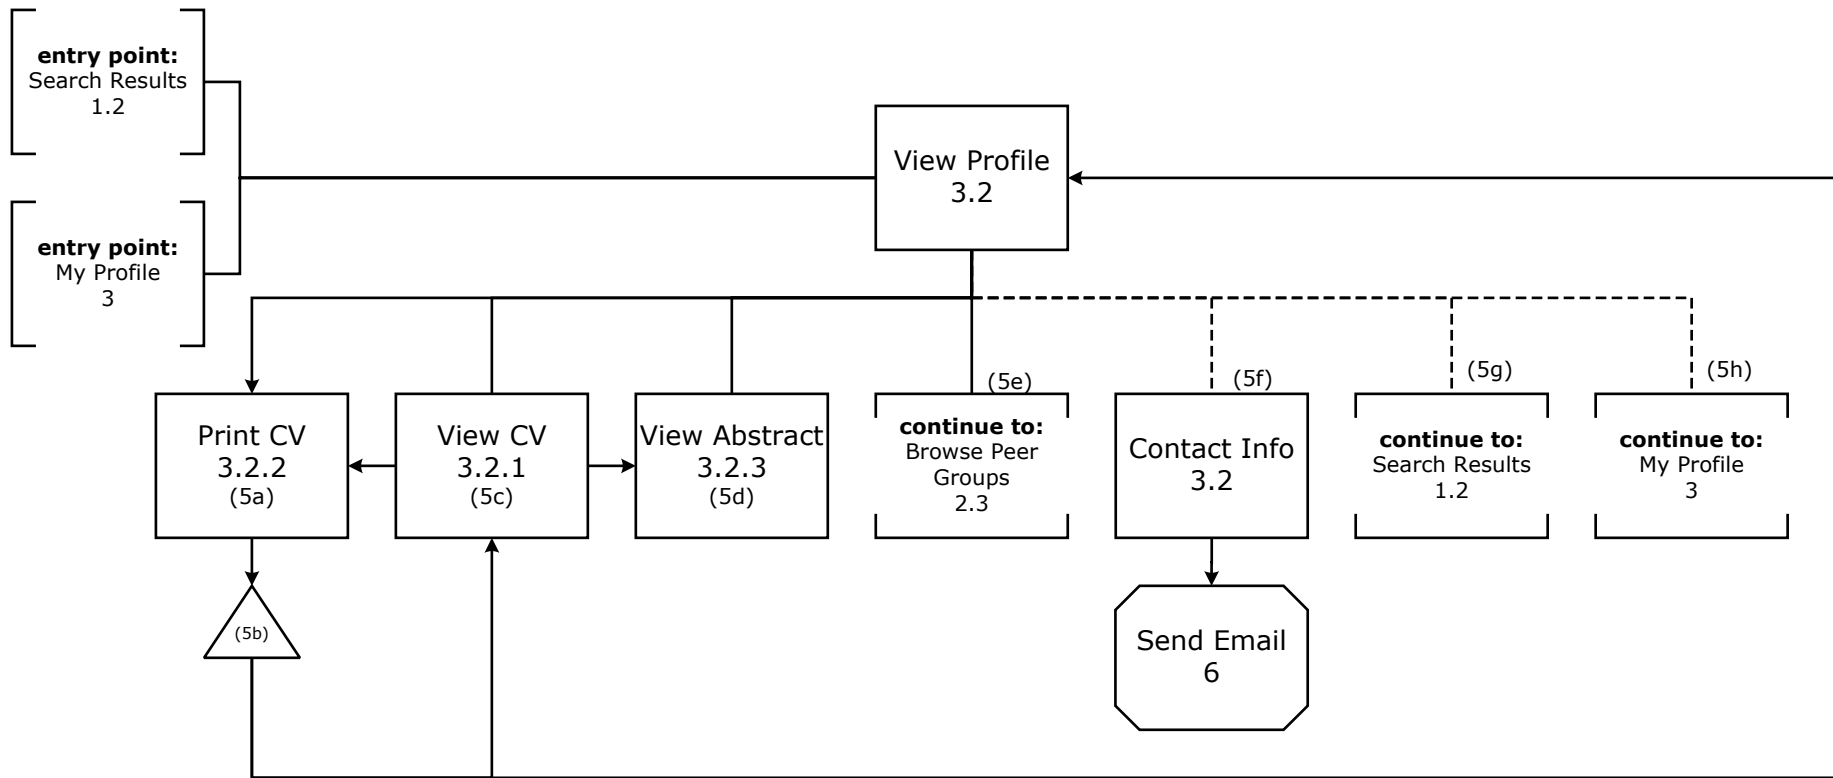 entry point:
Search Results
1.2
View Profile
3.2
entry point:
My Profile
3
Print CV
3.2.2
(5a)
View CV
3.2.1
(5c)
View Abstract
3.2.3
(5d)
(5e)
continue to:
Browse Peer
Groups
2.3
(5f)
Contact Info
3.2
(5g)
continue to:
Search Results
1.2
(5h)
continue to:
My Profile
3
(5b)
Send Email
6